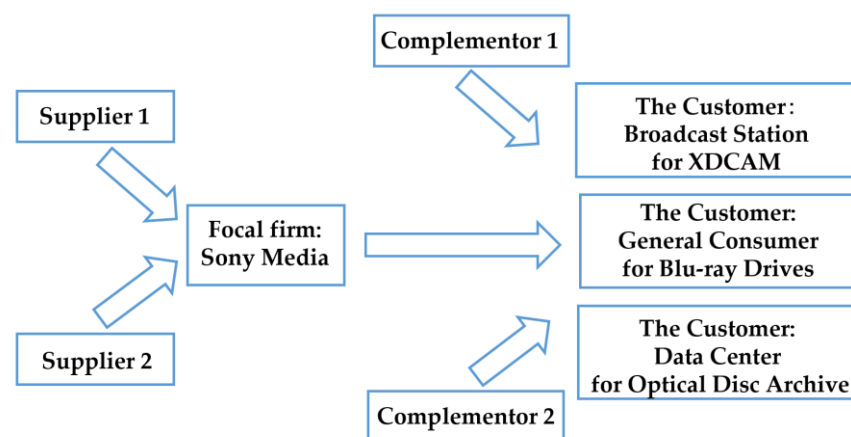 Complementor 1
Supplier 1
The Customer:
Broadcast Station
for XDCAM
Focal firm:
Sony Media
The Customer:
General Consumer
for Blu-ray Drives
Supplier 2
The Customer:
Data Center
for Optical Disc Archive
Complementor 2